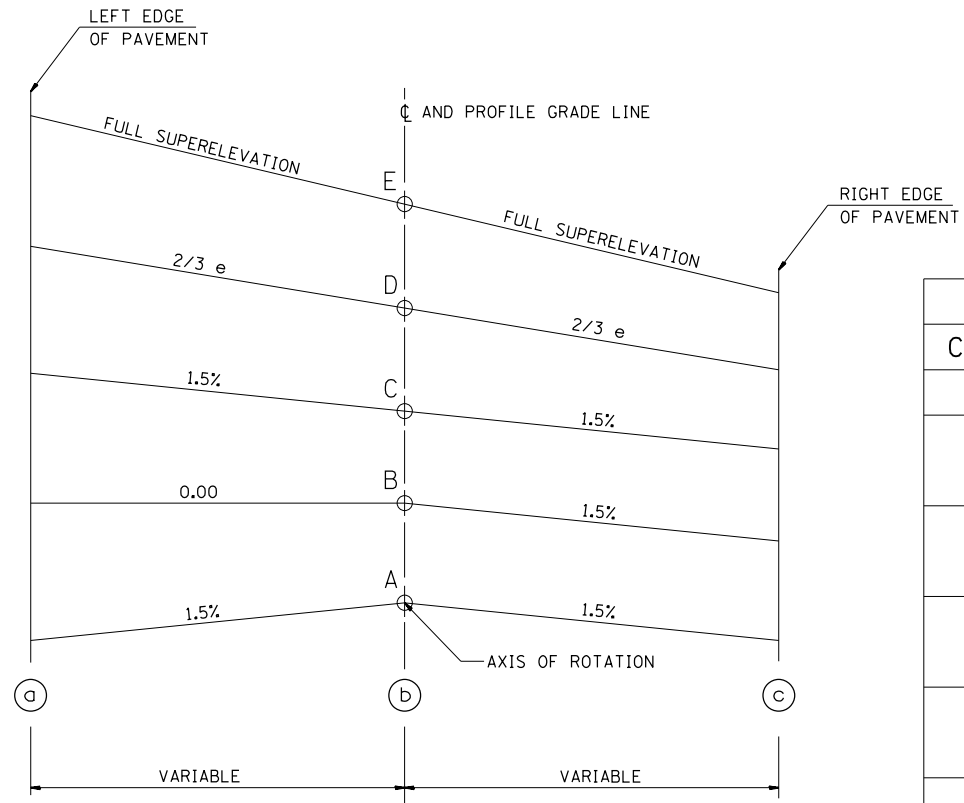 LEFT EDGE
OF PAVEMENT
℄ AND PROFILE GRADE LINE
FULL SUPERELEVATION
E
RIGHT EDGE
OF PAVEMENT
FULL SUPERELEVATION
2/3 e
D
2/3 e
C
1.5%
C
1.5%
0.00
B
1.5%
A
1.5%
1.5%
AXIS OF ROTATION
a
b
c
VARIABLE
VARIABLE